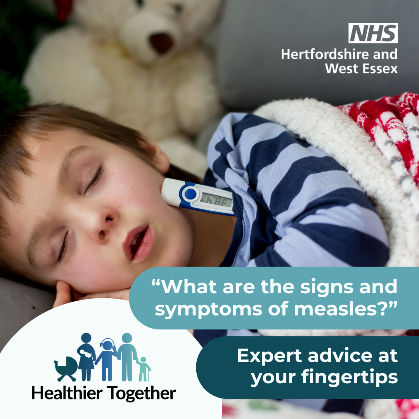 NHS
Hertfordshire and
West Essex
“What are the signs and
symptoms of measles?”
Expert advice at
your fingertips
Healthier Together